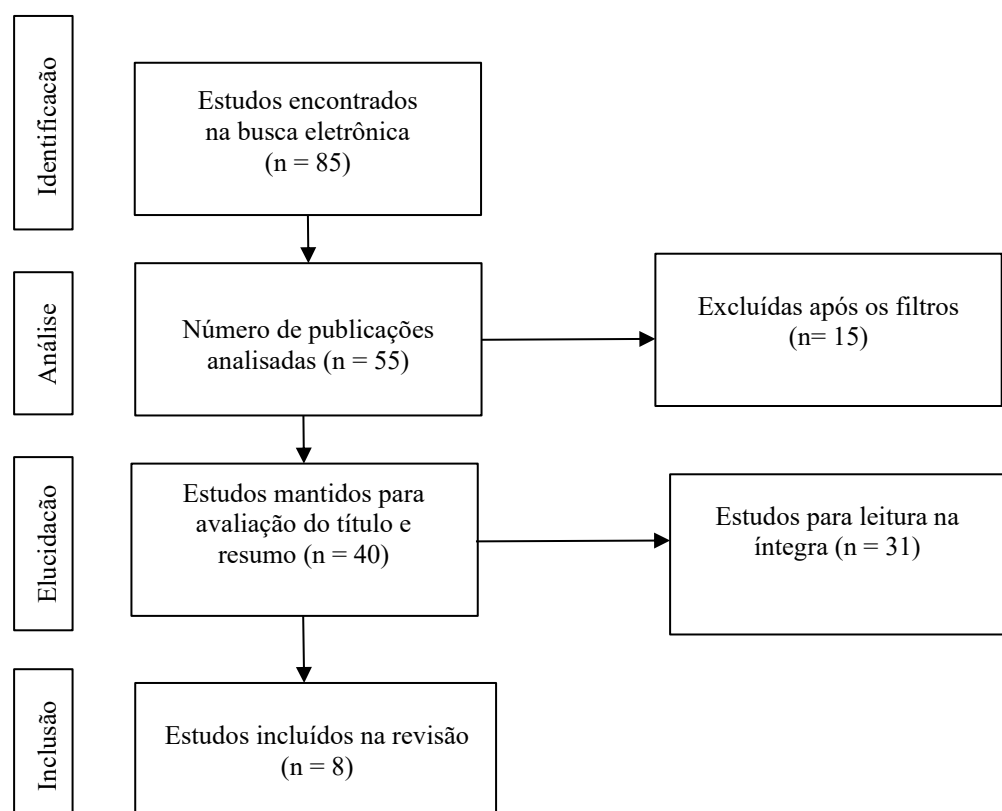 Identificação
Estudos encontrados
na busca eletrônica
(n = 85)
Análise
Número de publicações
analisadas (n = 55)
Excluídas após os filtros
(n= 15)
Elucidação
Estudos mantidos para
avaliação do título e
resumo (n = 40)
Estudos para leitura na
íntegra (n = 31)
Inclusão
Estudos incluídos na revisão
(n = 8)